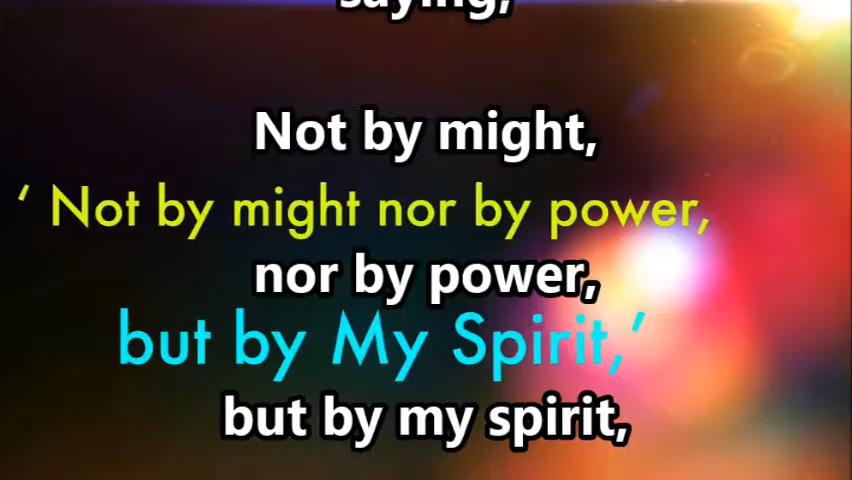 saying,
Not by might,
‘ Not by might nor by power,
nor by power,
but by My Spirit,’
but by my spirit,